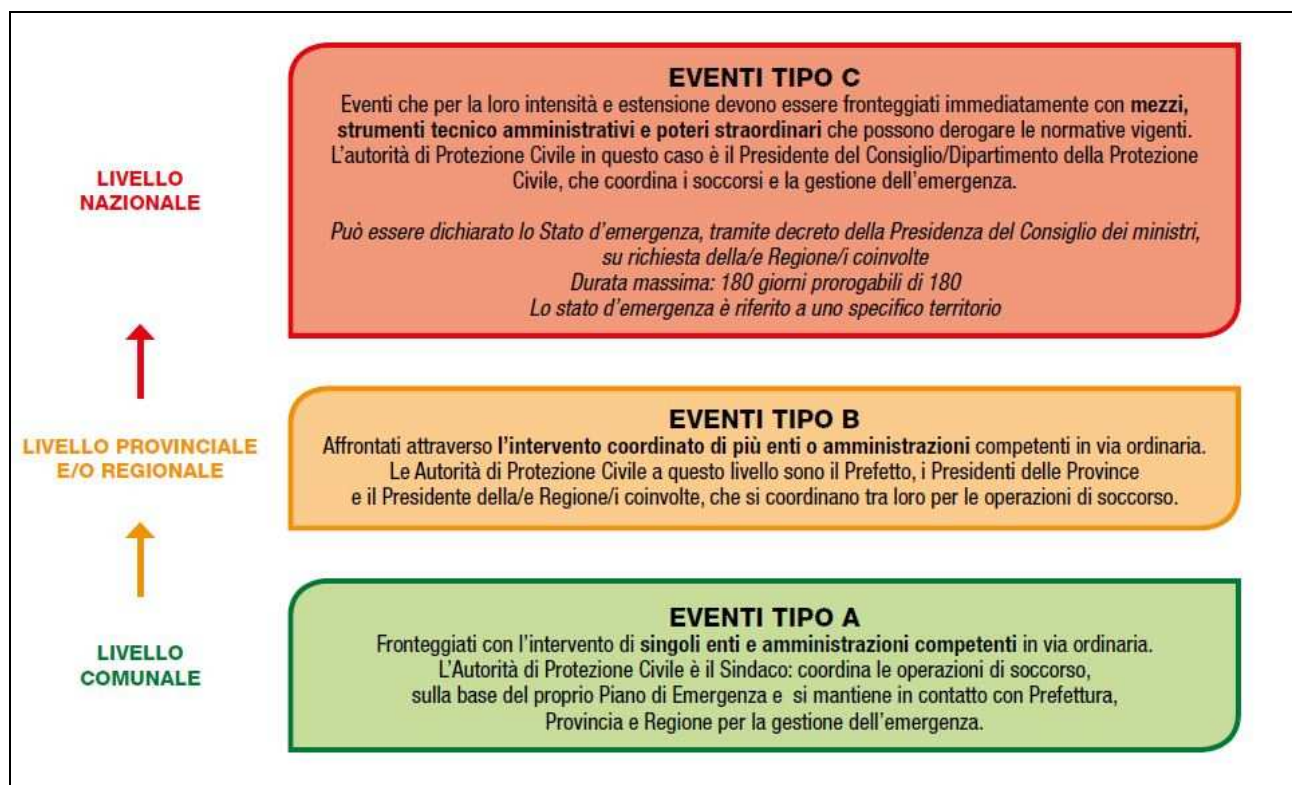 EVENTI TIPO C
Eventi che per la loro intensità e estensione devono essere fronteggiati immediatamente con mezzi,
strumenti tecnico amministrativi e poteri straordinari che possono derogare le normative vigenti.
L'autorità di Protezione Civile in questo caso è il Presidente del Consiglio/Dipartimento della Protezione
Civile, che coordina i soccorsi e la gestione dell'emergenza.
Può essere dichiarato lo Stato d'emergenza, tramite decreto della Presidenza del Consiglio dei ministri,
su richiesta della/e Regione/i coinvolte
Durata massima: 180 giorni prorogabili di 180
Lo stato d'emergenza è riferito a uno specifico territorio
LIVELLO
NAZIONALE
EVENTI TIPO B
Affrontati attraverso l'intervento coordinato di più enti o amministrazioni competenti in via ordinaria.
Le Autorità di Protezione Civile a questo livello sono il Prefetto, i Presidenti delle Province
e il Presidente della/e Regione/i coinvolte, che si coordinano tra loro per le operazioni di soccorso.
LIVELLO PROVINCIALE
E/O REGIONALE
EVENTI TIPO A
Fronteggiati con l'intervento di singoli enti e amministrazioni competenti in via ordinaria.
L'Autorità di Protezione Civile è il Sindaco: coordina le operazioni di soccorso,
sulla base del proprio Piano di Emergenza e si mantiene in contatto con Prefettura,
Provincia e Regione per la gestione dell'emergenza.
LIVELLO
COMUNALE